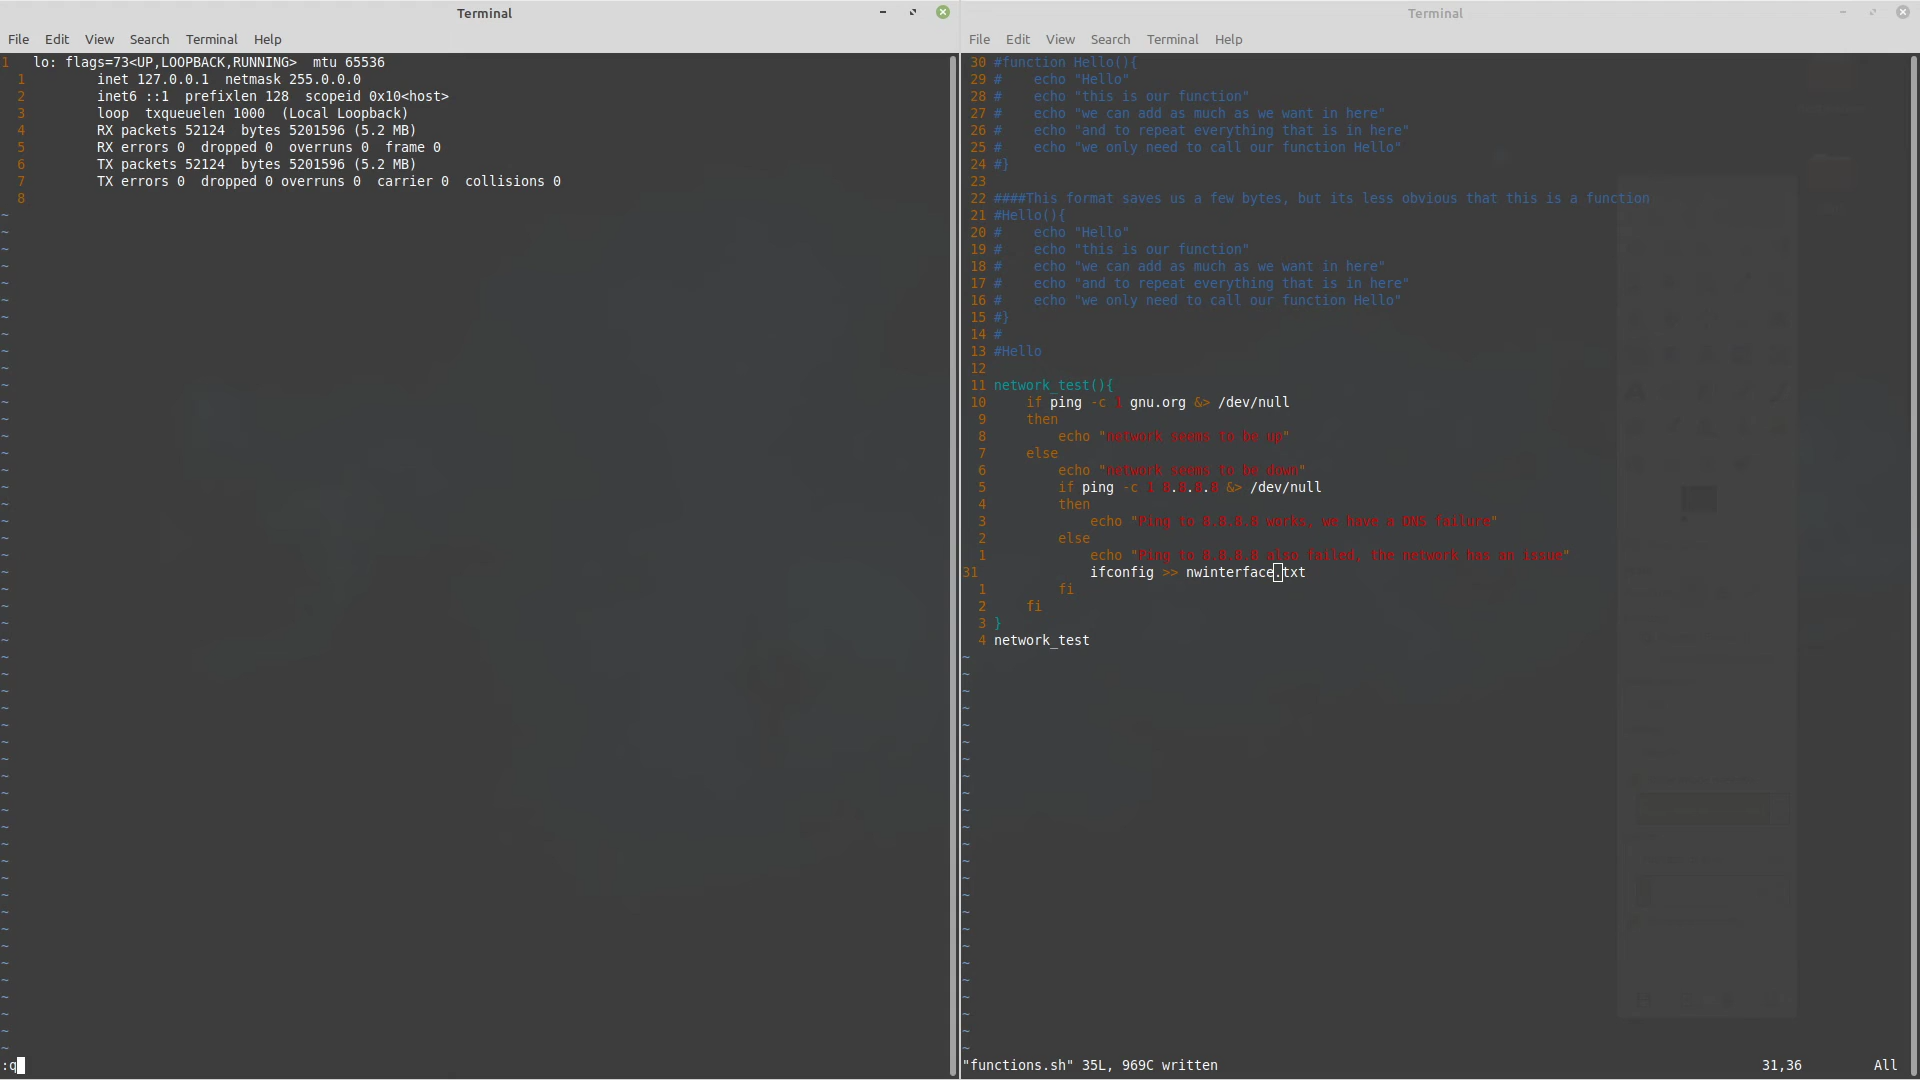 Terminal
File Edit View Search Terminal Help
1 lo: flags=73<UP,LOOPBACK,RUNNING>  mtu 65536
1 inet 127.0.0.1  netmask 255.0.0.0
2 inet6 ::1  prefixlen 128  scopeid 0x10<host>
3 loop  txqueuelen 1000  (Local Loopback)
4 RX packets 52124  bytes 5201596 (5.2 MB)
5 RX errors 0  dropped 0  overruns 0  frame 0
6 TX packets 52124  bytes 5201596 (5.2 MB)
7 TX errors 0  dropped 0 overruns 0  carrier 0  collisions 0
8
:q
Terminal
File Edit View Search Terminal Help
30 #function Hello(){
29 #    echo "Hello"
28 #    echo "this is our function"
27 #    echo "we can add as much as we want in here"
26 #    echo "and to repeat everything that is in here"
25 #    echo "we only need to call our function Hello"
24 #}
23
22 ####This format saves us a few bytes, but its less obvious that this is a function
21 #Hello(){
20 #    echo "Hello"
19 #    echo "this is our function"
18 #    echo "we can add as much as we want in here"
17 #    echo "and to repeat everything that is in here"
16 #    echo "we only need to call our function Hello"
15 #}
14 #
13 #Hello
12
11 network_test(){
10     if ping -c 1 gnu.org &> /dev/null
9     then
8         echo "network seems to be up"
7     else
6         echo "network seems to be down"
5         if ping -c 1 8.8.8.8 &> /dev/null
4         then
3             echo "Ping to 8.8.8.8 works, we have a DNS failure"
2         else
1             echo "Ping to 8.8.8.8 also failed, the network has an issue"
31             ifconfig >> nwinterface.txt
1         fi
2     fi
3 }
4 network_test
"functions.sh" 35L, 969C written 31,36 All